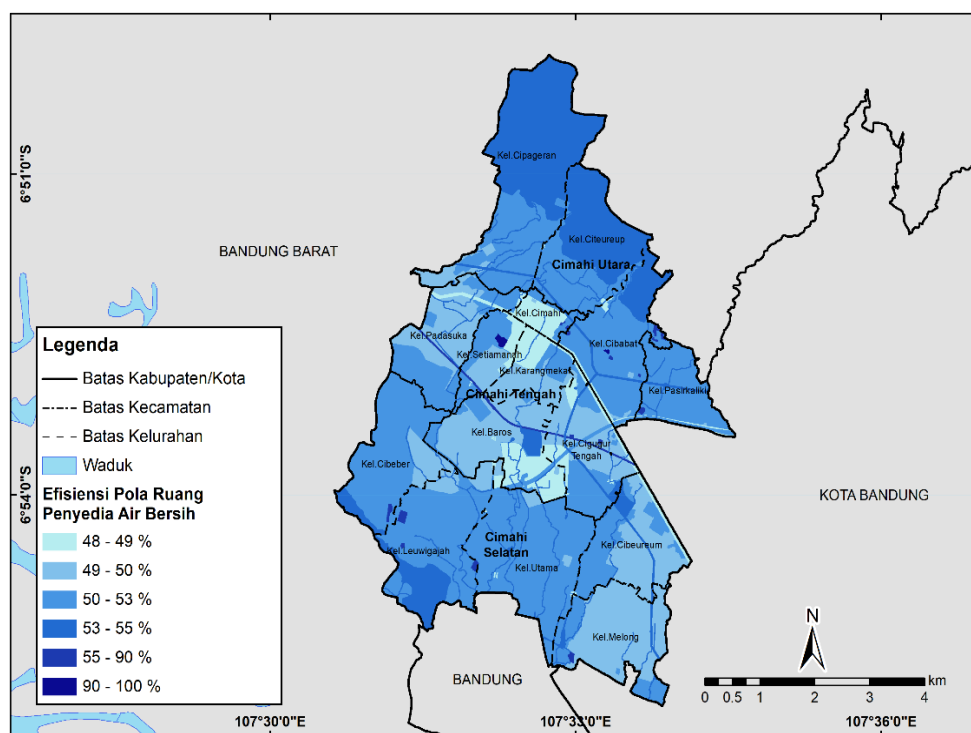 6°51'0"S
6°54'0"S
BANDUNG BARAT
KOTA BANDUNG
BANDUNG
Kel.Cipageran
Kel.Citeureup
Cimahi Utara
Kel.Cimahi
Kel.Padasuka
Kel.Setiamanah
Kel.Cibabat
Kel.Karangmekar
Kel.Pasirkaliki
Cimahi Tengah
Kel.Baros
Kel.Cigugur
Tengah
Kel.Cibeber
Cimahi
Selatan
Kel.Cibeureum
Kel.Leuwigajah
Kel.Utama
Kel.Melong
Legenda
Batas Kabupaten/Kota
Batas Kecamatan
Batas Kelurahan
Waduk
Efisiensi Pola Ruang
Penyedia Air Bersih
48 - 49 %
49 - 50 %
50 - 53 %
53 - 55 %
55 - 90 %
90 - 100 %
N
km
0 0.5 1 2 3 4
107°30'0"E 107°33'0"E 107°36'0"E